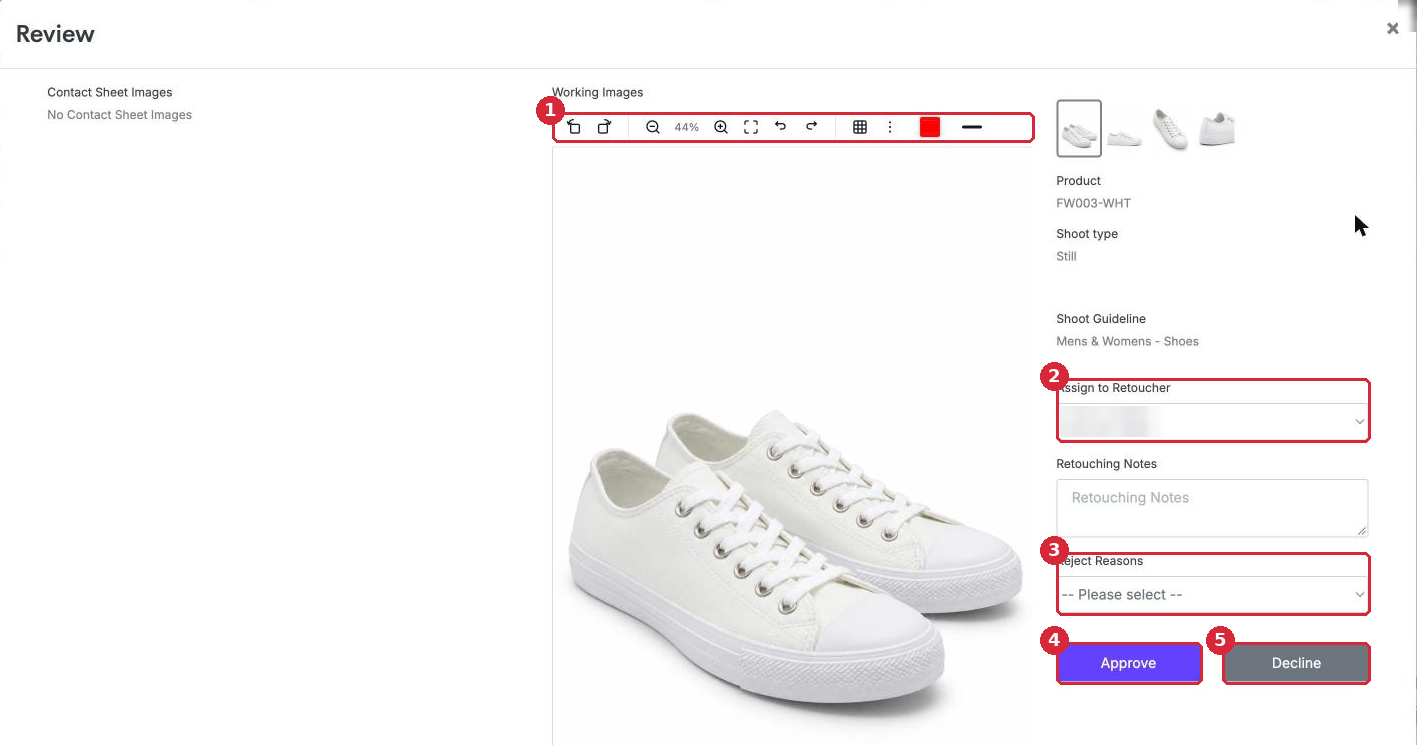 Review
Contact Sheet Images
No Contact Sheet Images
Working Images
1
44%
Product
FW003-WHT
Shoot type
Still
Shoot Guideline
Mens & Womens - Shoes
2
Assign to Retoucher
Retouching Notes
Retouching Notes
3
Reject Reasons
-- Please select --
4
Approve
5
Decline